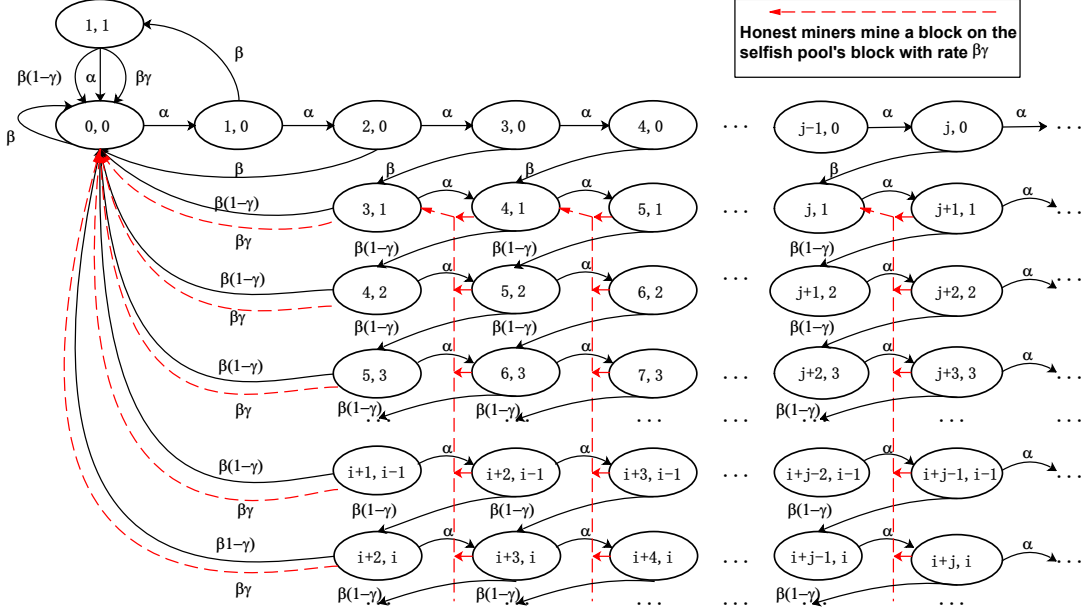 1, 1
Honest miners mine a block on the
selfish pool's block with rate βγ
β
β(1−γ) α βγ
β 0, 0 α 1, 0 α 2, 0 α 3, 0 α 4, 0 ... j−1, 0 α j, 0 α ...
β β β β
β(1−γ) 3, 1 α 4, 1 α 5, 1 ... j, 1 α j+1, 1 α ...
βγ β(1−γ) β(1−γ) β(1−γ)
β(1−γ) 4, 2 α 5, 2 α 6, 2 ... j+1, 2 α j+2, 2 α ...
βγ β(1−γ) β(1−γ) β(1−γ)
β(1−γ) 5, 3 α 6, 3 α 7, 3 ... j+2, 3 α j+3, 3 α ...
βγ β(1−γ) β(1−γ) β(1−γ)
... ... ... ... ... ...
β(1−γ) i+1, i−1 α i+2, i−1 α i+3, i−1 ... i+j−2, i−1 α i+j−1, i−1 α ...
βγ β(1−γ) β(1−γ) β(1−γ)
β1−γ) i+2, i α i+3, i α i+4, i ... i+j−1, i α i+j, i α ...
βγ β(1−γ) β(1−γ) β(1−γ)
... ... ... ... ... ...